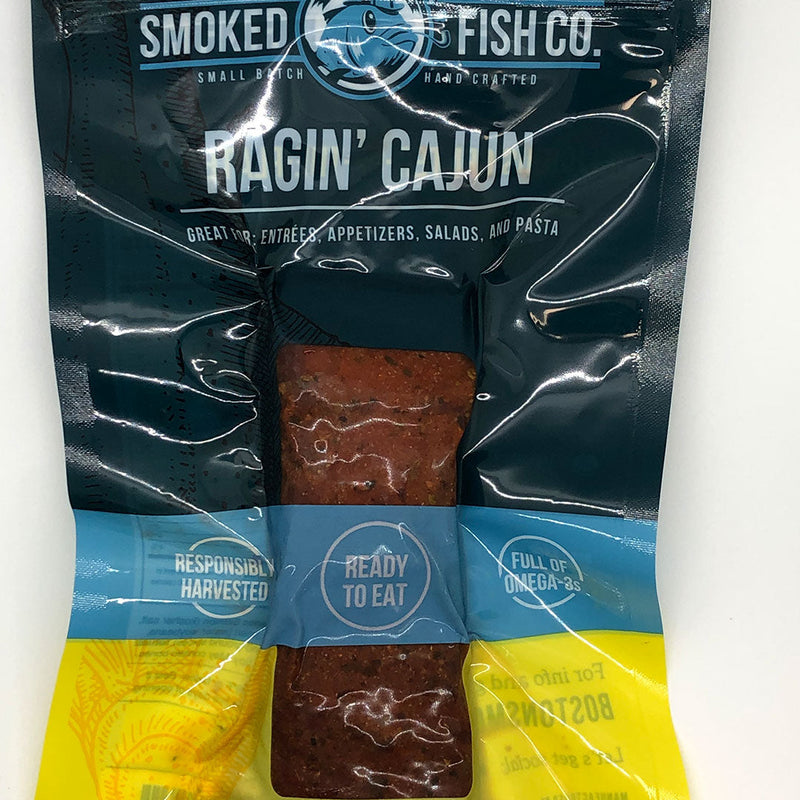 SMOKED FISH CO.
SMALL BATCH HAND CRAFTED
RAGIN' CAJUN
GREAT FOR: ENTRÉES, APPETIZERS, SALADS, AND PASTA
RESPONSIBLY
HARVESTED
READY
TO EAT
FULL OF
OMEGA-3s
For info and
BOSTONSM
Let's get social: